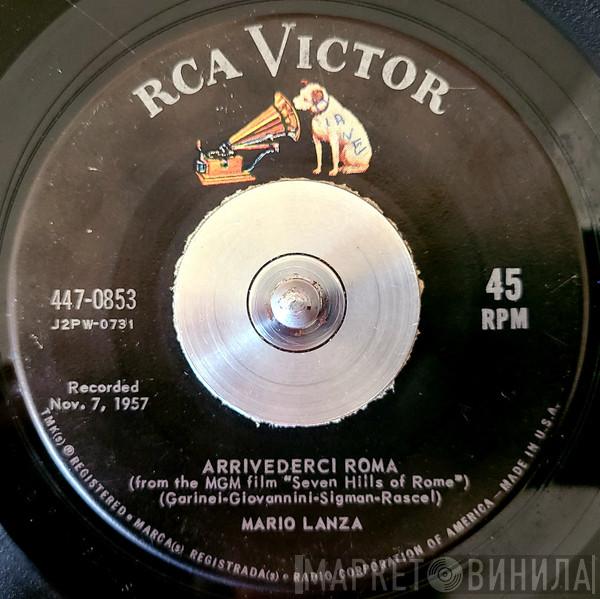 RCA VICTOR
447-0853
J2PW-0731
45
RPM
Recorded
Nov. 7, 1957
ARRIVEDERCI ROMA
(from the MGM film "Seven Hills of Rome")
(Garinei-Giovannini-Sigman-Rascel)
MARIO LANZA
TMK(s) ® REGISTERED • MARCA(s) REGISTRADA(s) • RADIO CORPORATION OF AMERICA – MADE IN U.S.A.
МАРКЕТ ВИНИЛА